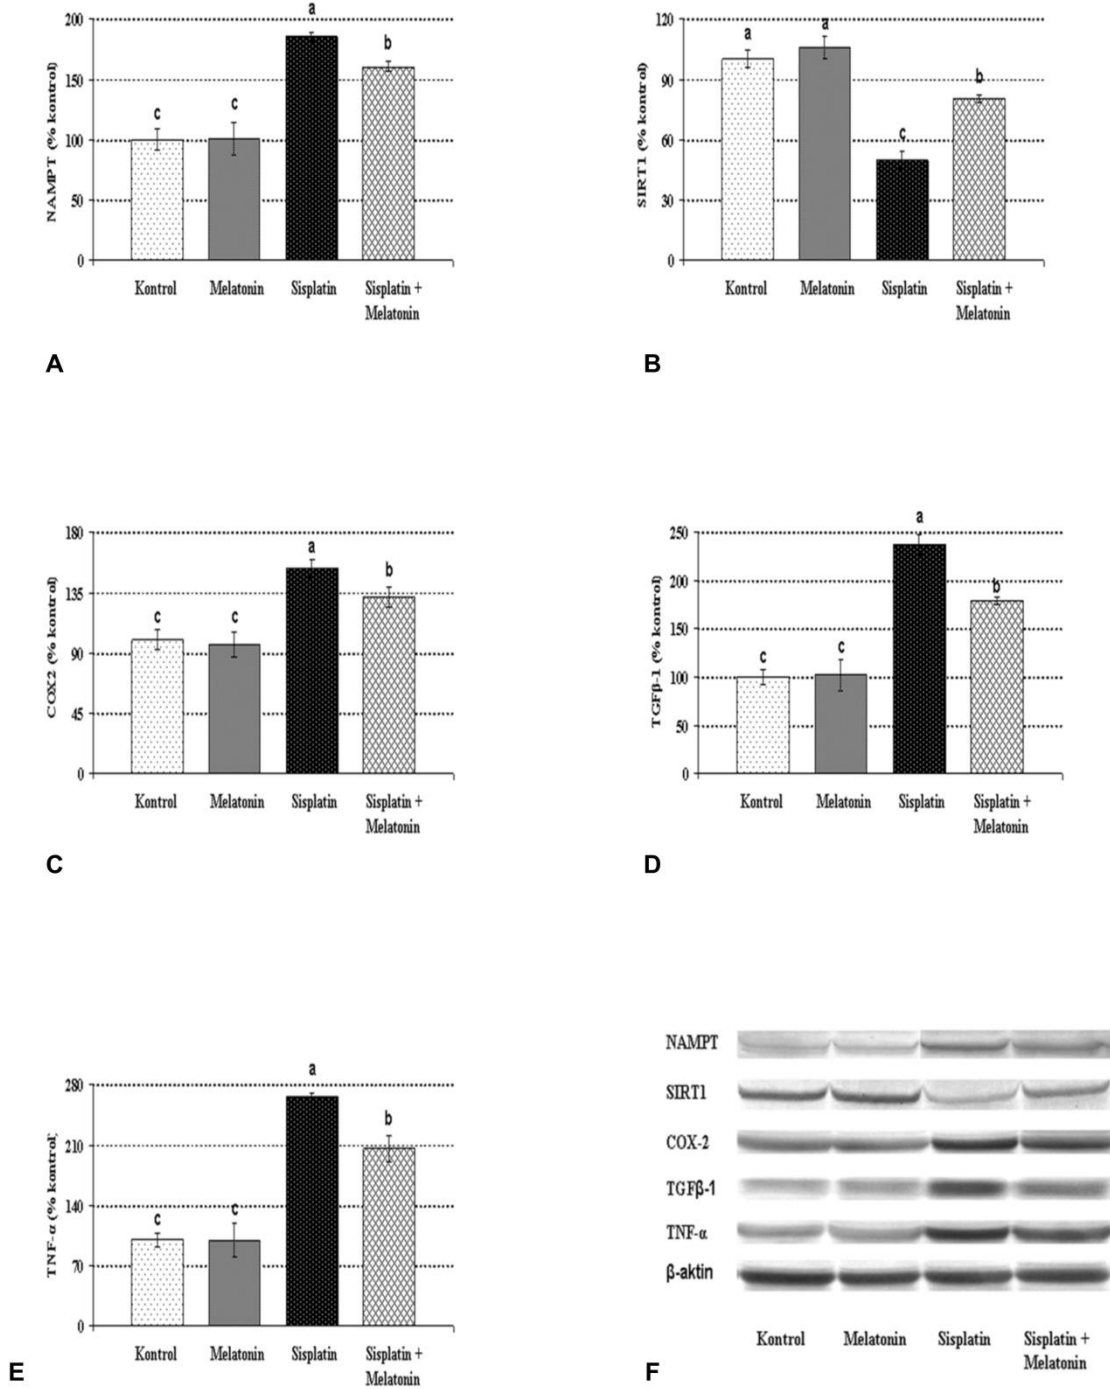 200
150
100
50
0
NAMPT (% kontrol)
c
c
a
b
Kontrol
Melatonin
Sisplatin
Sisplatin +
Melatonin
A
120
90
60
30
0
SIRT1 (% kontrol)
a
a
c
b
Kontrol
Melatonin
Sisplatin
Sisplatin +
Melatonin
B
180
135
90
45
0
COX2 (% kontrol)
c
c
a
b
Kontrol
Melatonin
Sisplatin
Sisplatin +
Melatonin
C
250
200
150
100
50
0
TGFβ-1 (% kontrol)
c
c
a
b
Kontrol
Melatonin
Sisplatin
Sisplatin +
Melatonin
D
280
210
140
70
0
TNF-α (% kontrol)
c
c
a
b
Kontrol
Melatonin
Sisplatin
Sisplatin +
Melatonin
E
NAMPT
SIRT1
COX-2
TGFβ-1
TNF-α
β-aktin
Kontrol
Melatonin
Sisplatin
Sisplatin +
Melatonin
F